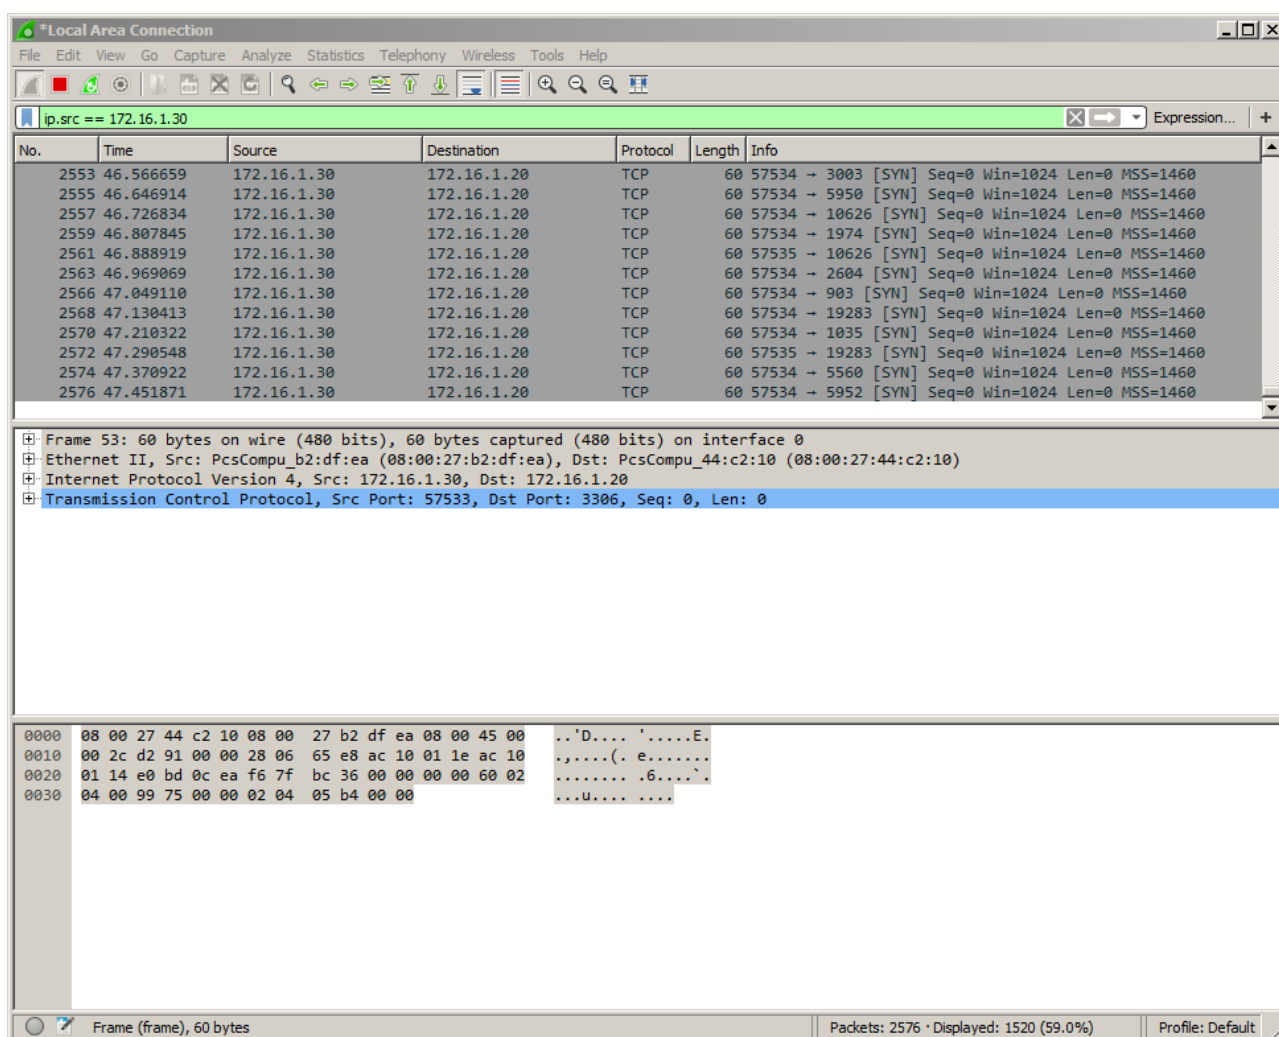 *Local Area Connection
File Edit View Go Capture Analyze Statistics Telephony Wireless Tools Help
ip.src == 172.16.1.30 Expression... +
No. Time Source Destination Protocol Length Info
2553 46.566659 172.16.1.30 172.16.1.20 TCP 60 57534 → 3003 [SYN] Seq=0 Win=1024 Len=0 MSS=1460
2555 46.646914 172.16.1.30 172.16.1.20 TCP 60 57534 → 5950 [SYN] Seq=0 Win=1024 Len=0 MSS=1460
2557 46.726834 172.16.1.30 172.16.1.20 TCP 60 57534 → 10626 [SYN] Seq=0 Win=1024 Len=0 MSS=1460
2559 46.807845 172.16.1.30 172.16.1.20 TCP 60 57534 → 1974 [SYN] Seq=0 Win=1024 Len=0 MSS=1460
2561 46.888919 172.16.1.30 172.16.1.20 TCP 60 57535 → 10626 [SYN] Seq=0 Win=1024 Len=0 MSS=1460
2563 46.969069 172.16.1.30 172.16.1.20 TCP 60 57534 → 2604 [SYN] Seq=0 Win=1024 Len=0 MSS=1460
2566 47.049110 172.16.1.30 172.16.1.20 TCP 60 57534 → 903 [SYN] Seq=0 Win=1024 Len=0 MSS=1460
2568 47.130413 172.16.1.30 172.16.1.20 TCP 60 57534 → 19283 [SYN] Seq=0 Win=1024 Len=0 MSS=1460
2570 47.210322 172.16.1.30 172.16.1.20 TCP 60 57534 → 1035 [SYN] Seq=0 Win=1024 Len=0 MSS=1460
2572 47.290548 172.16.1.30 172.16.1.20 TCP 60 57535 → 19283 [SYN] Seq=0 Win=1024 Len=0 MSS=1460
2574 47.370922 172.16.1.30 172.16.1.20 TCP 60 57534 → 5560 [SYN] Seq=0 Win=1024 Len=0 MSS=1460
2576 47.451871 172.16.1.30 172.16.1.20 TCP 60 57534 → 5952 [SYN] Seq=0 Win=1024 Len=0 MSS=1460
Frame 53: 60 bytes on wire (480 bits), 60 bytes captured (480 bits) on interface 0
Ethernet II, Src: PcsCompu_b2:df:ea (08:00:27:b2:df:ea), Dst: PcsCompu_44:c2:10 (08:00:27:44:c2:10)
Internet Protocol Version 4, Src: 172.16.1.30, Dst: 172.16.1.20
Transmission Control Protocol, Src Port: 57533, Dst Port: 3306, Seq: 0, Len: 0
0000 08 00 27 44 c2 10 08 00 27 b2 df ea 08 00 45 00 ..'D.... '.....E.
0010 00 2c d2 91 00 00 28 06 65 e8 ac 10 01 1e ac 10 .,....(. e.......
0020 01 14 e0 bd 0c ea f6 7f bc 36 00 00 00 00 60 02 ........ .6....`.
0030 04 00 99 75 00 00 02 04 05 b4 00 00 ...u.... ....
Frame (frame), 60 bytes Packets: 2576 · Displayed: 1520 (59.0%) Profile: Default